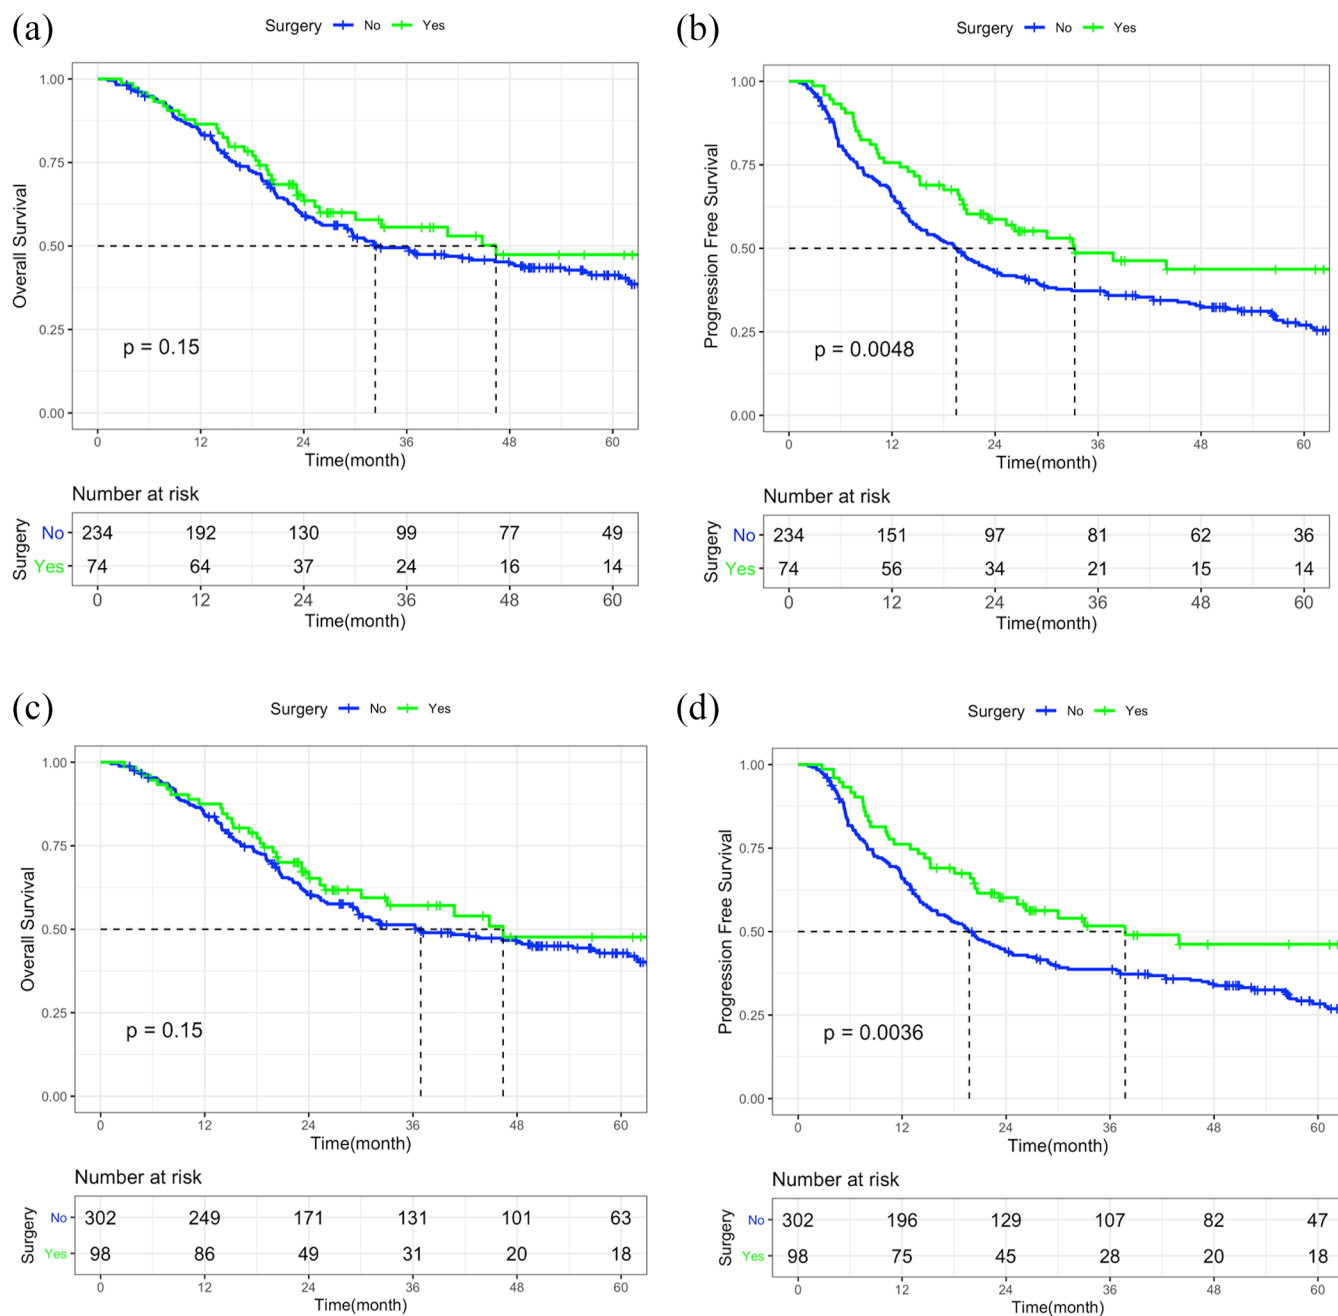 (a)
Surgery No Yes
1.00
0.75
0.50
0.25
0.00
Overall Survival
p = 0.15
0 12 24 36 48 60
Time(month)
Number at risk
Surgery
No 234 192 130 99 77 49
Yes 74 64 37 24 16 14
0 12 24 36 48 60
Time(month)
(b)
Surgery No Yes
1.00
0.75
0.50
0.25
0.00
Progression Free Survival
p = 0.0048
0 12 24 36 48 60
Time(month)
Number at risk
Surgery
No 234 151 97 81 62 36
Yes 74 56 34 21 15 14
0 12 24 36 48 60
Time(month)
(c)
Surgery No Yes
1.00
0.75
0.50
0.25
0.00
Overall Survival
p = 0.15
0 12 24 36 48 60
Time(month)
Number at risk
Surgery
No 302 249 171 131 101 63
Yes 98 86 49 31 20 18
0 12 24 36 48 60
Time(month)
(d)
Surgery No Yes
1.00
0.75
0.50
0.25
0.00
Progression Free Survival
p = 0.0036
0 12 24 36 48 60
Time(month)
Number at risk
Surgery
No 302 196 129 107 82 47
Yes 98 75 45 28 20 18
0 12 24 36 48 60
Time(month)